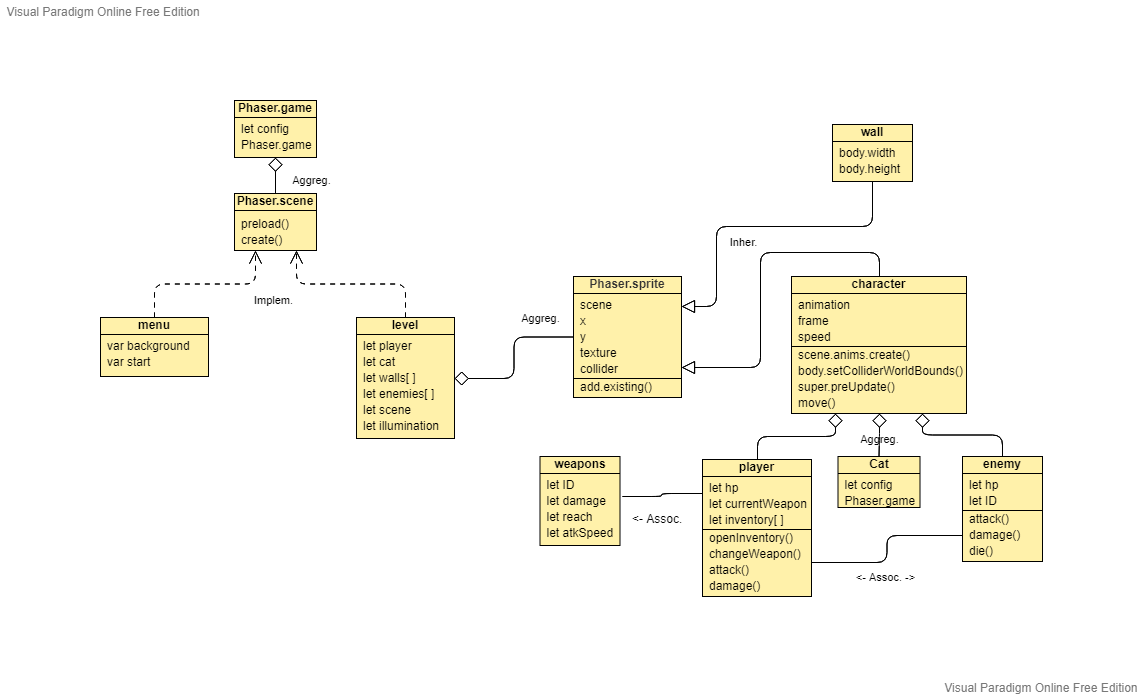 Visual Paradigm Online Free Edition
Phaser.game
let config
Phaser.game
Aggreg.
Phaser.scene
preload()
create()
Implem.
menu
var background
var start
level
let player
let cat
let walls[ ]
let enemies[ ]
let scene
let illumination
Aggreg.
Phaser.sprite
scene
x
y
texture
collider
add.existing()
wall
body.width
body.height
Inher.
character
animation
frame
speed
scene.anims.create()
body.setColliderWorldBounds()
super.preUpdate()
move()
Aggreg.
weapons
let ID
let damage
let reach
let atkSpeed
<- Assoc.
player
let hp
let currentWeapon
let inventory[ ]
openInventory()
changeWeapon()
attack()
damage()
Cat
let config
Phaser.game
enemy
let hp
let ID
attack()
damage()
die()
<- Assoc. ->
Visual Paradigm Online Free Edition